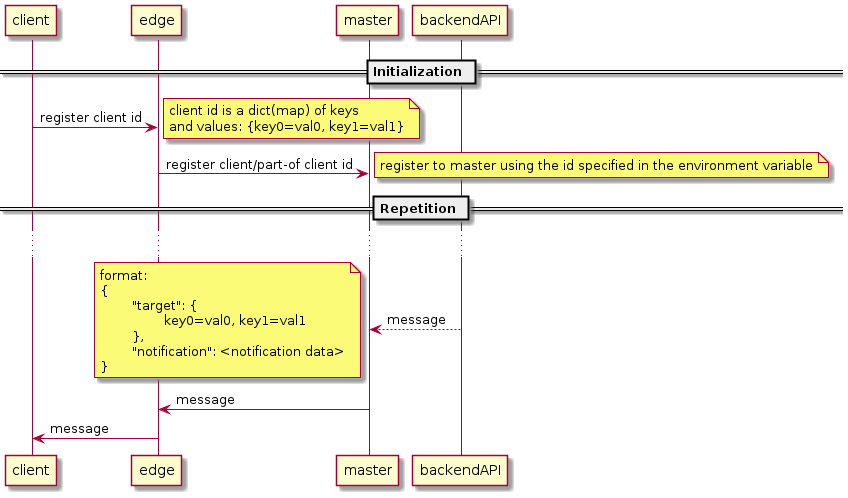 client
edge
master
backendAPI
Initialization
register client id
client id is a dict(map) of keys
and values: {key0=val0, key1=val1}
register client/part-of client id
register to master using the id specified in the environment variable
Repetition
format:
{
"target": {
key0=val0, key1=val1
},
"notification": <notification data>
}
message
message
message
client
edge
master
backendAPI